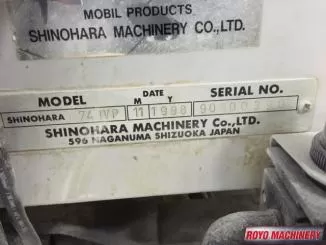 MOBIL PRODUCTS
SHINOHARA MACHINERY CO., LTD.
MODEL DATE M Y SERIAL NO.
SHINOHARA 74 IVP 11 1998
SHINOHARA MACHINERY Co., LTD.
596 NAGANUMA SHIZUOKA JAPAN
ROYO MACHINERY